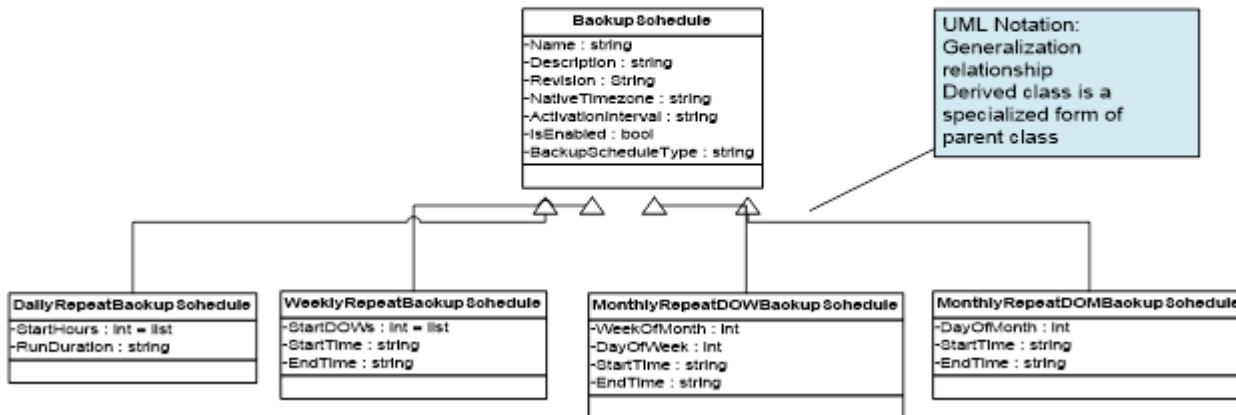 BackupSchedule
-Name : string
-Description : string
-Revision : String
-NativeTimezone : string
-ActivationInterval : string
-IsEnabled : bool
-BackupScheduleType : string
UML Notation:
Generalization
relationship
Derived class is a
specialized form of
parent class
DailyRepeatBackupSchedule
-StartHours : int = list
-RunDuration : string
WeeklyRepeatBackupSchedule
-StartDOWs : int = list
-StartTime : string
-EndTime : string
MonthlyRepeatDOWBackupSchedule
-WeekOfMonth : int
-DayOfWeek : int
-StartTime : string
-EndTime : string
MonthlyRepeatDOMBackupSchedule
-DayOfMonth : int
-StartTime : string
-EndTime : string